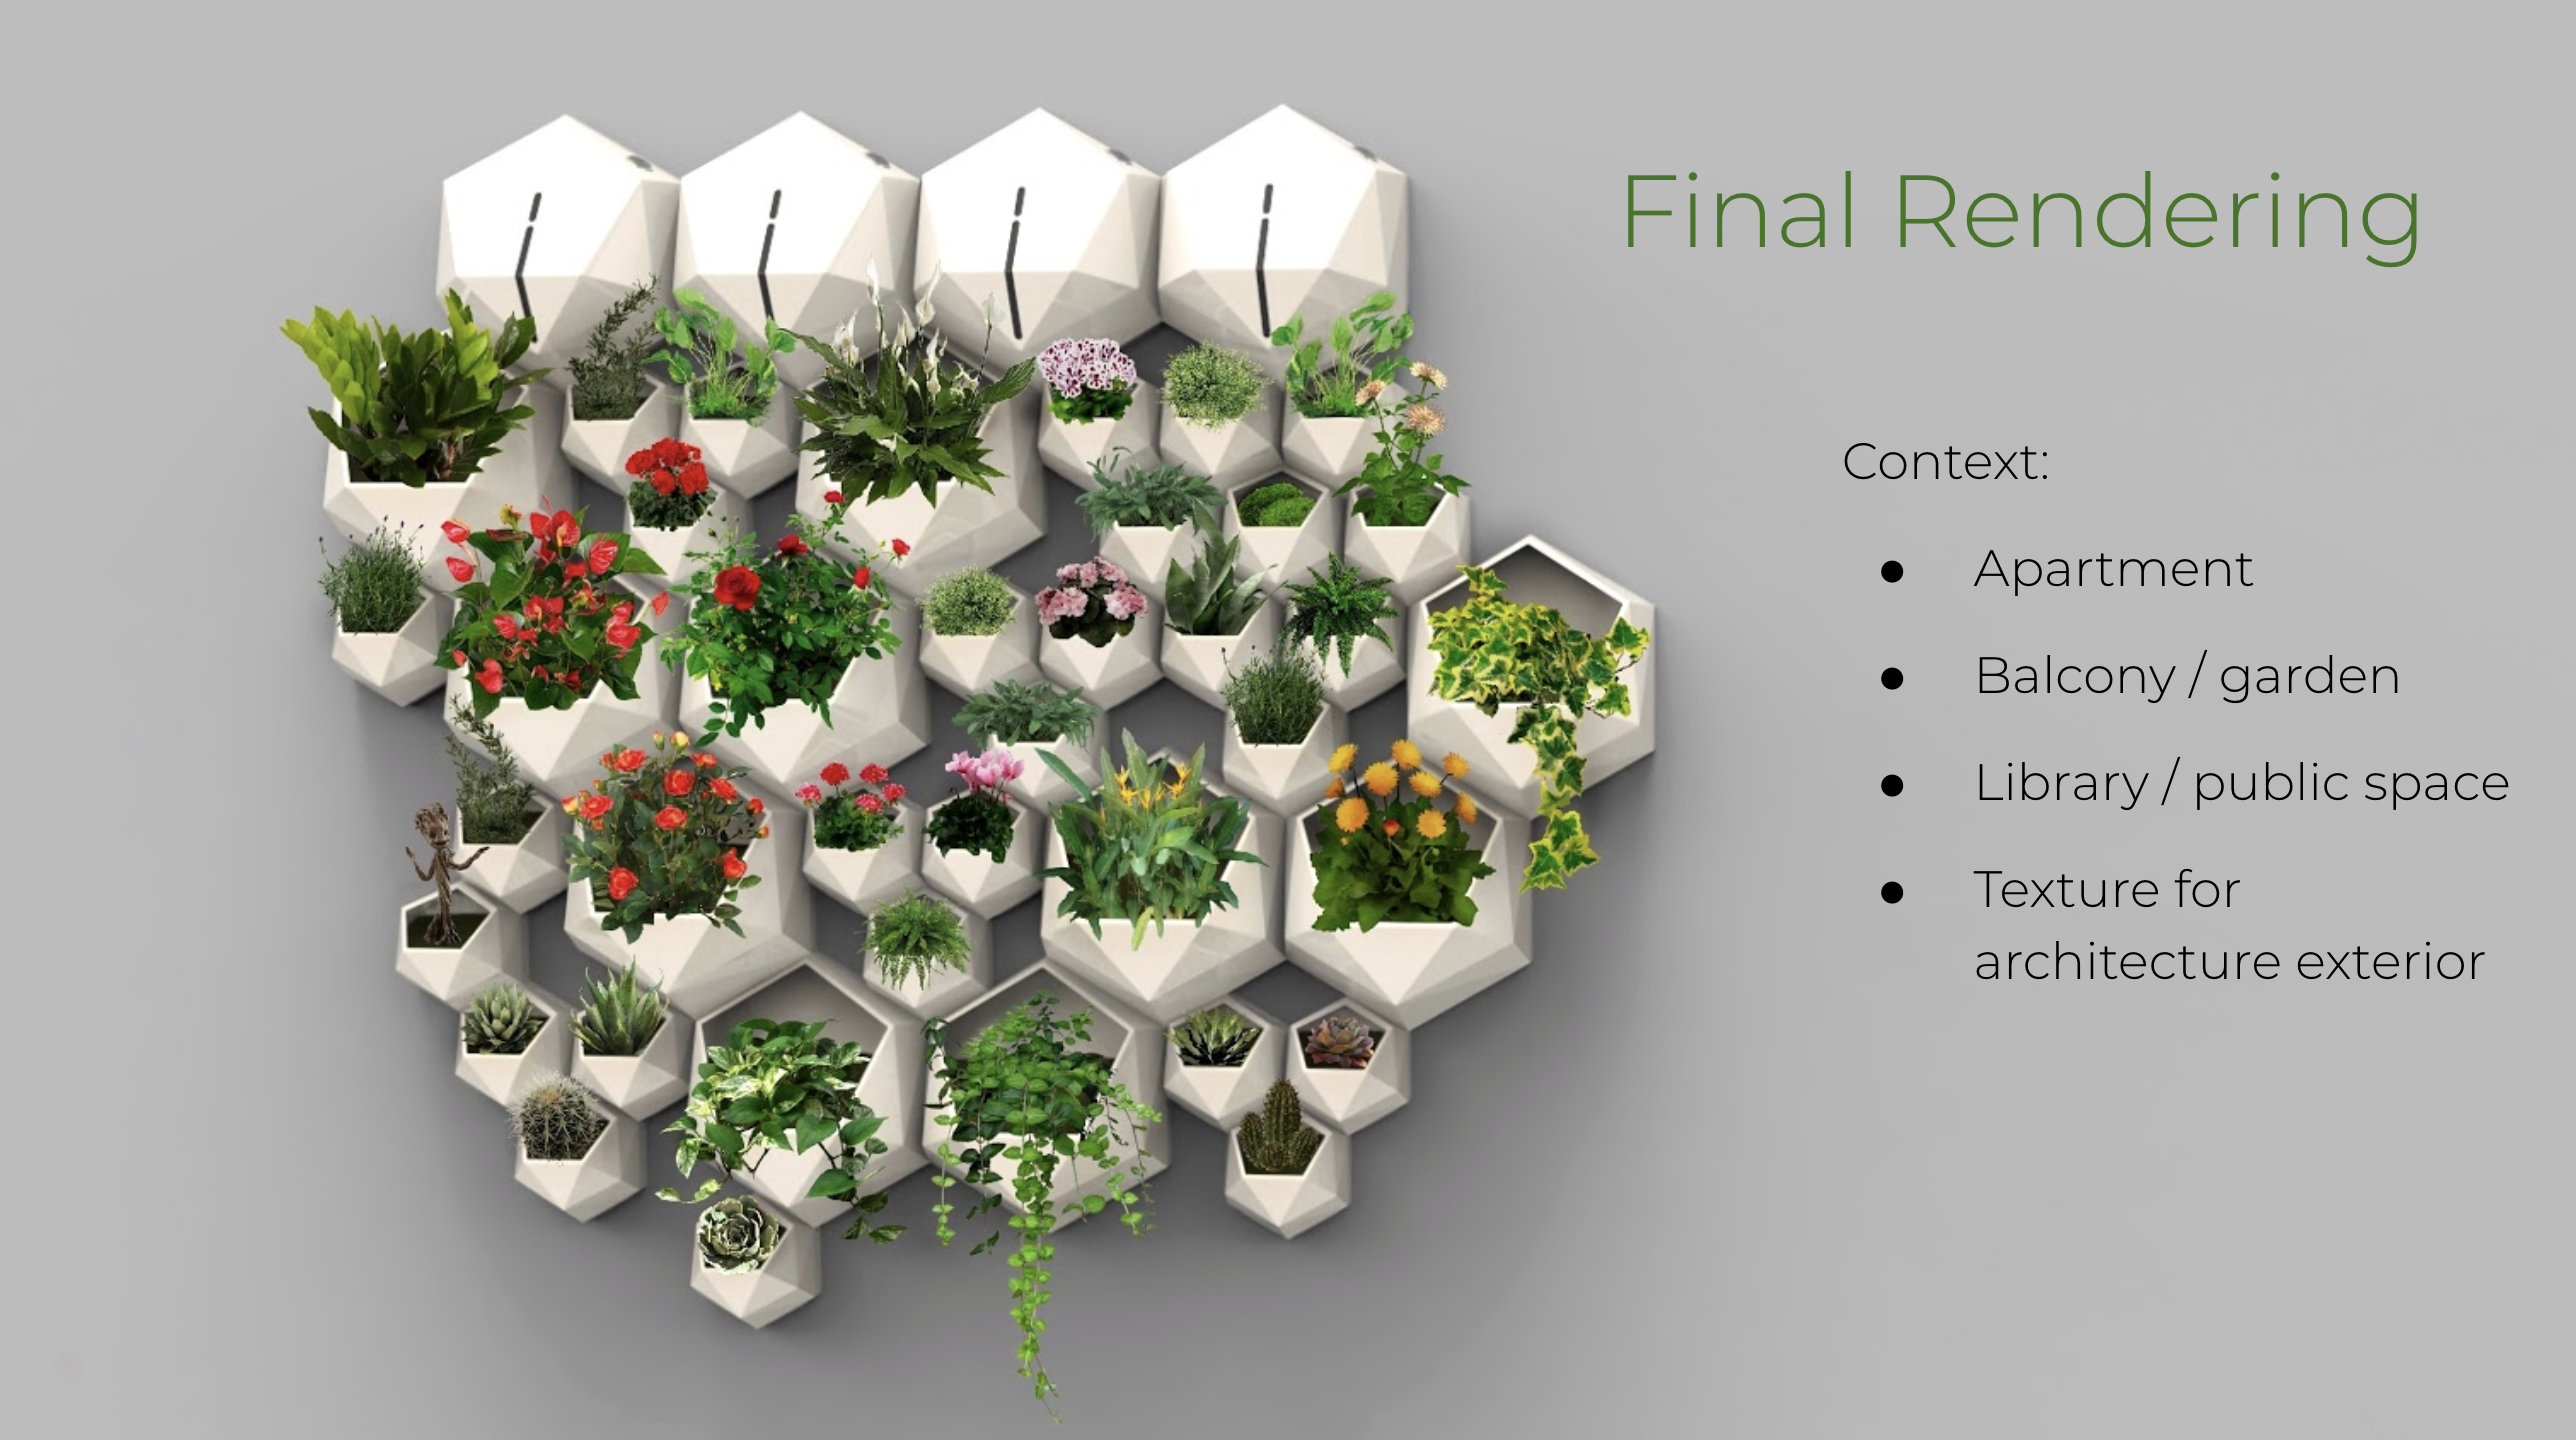 Final Rendering
Context:
● Apartment
● Balcony / garden
● Library / public space
● Texture for
architecture exterior